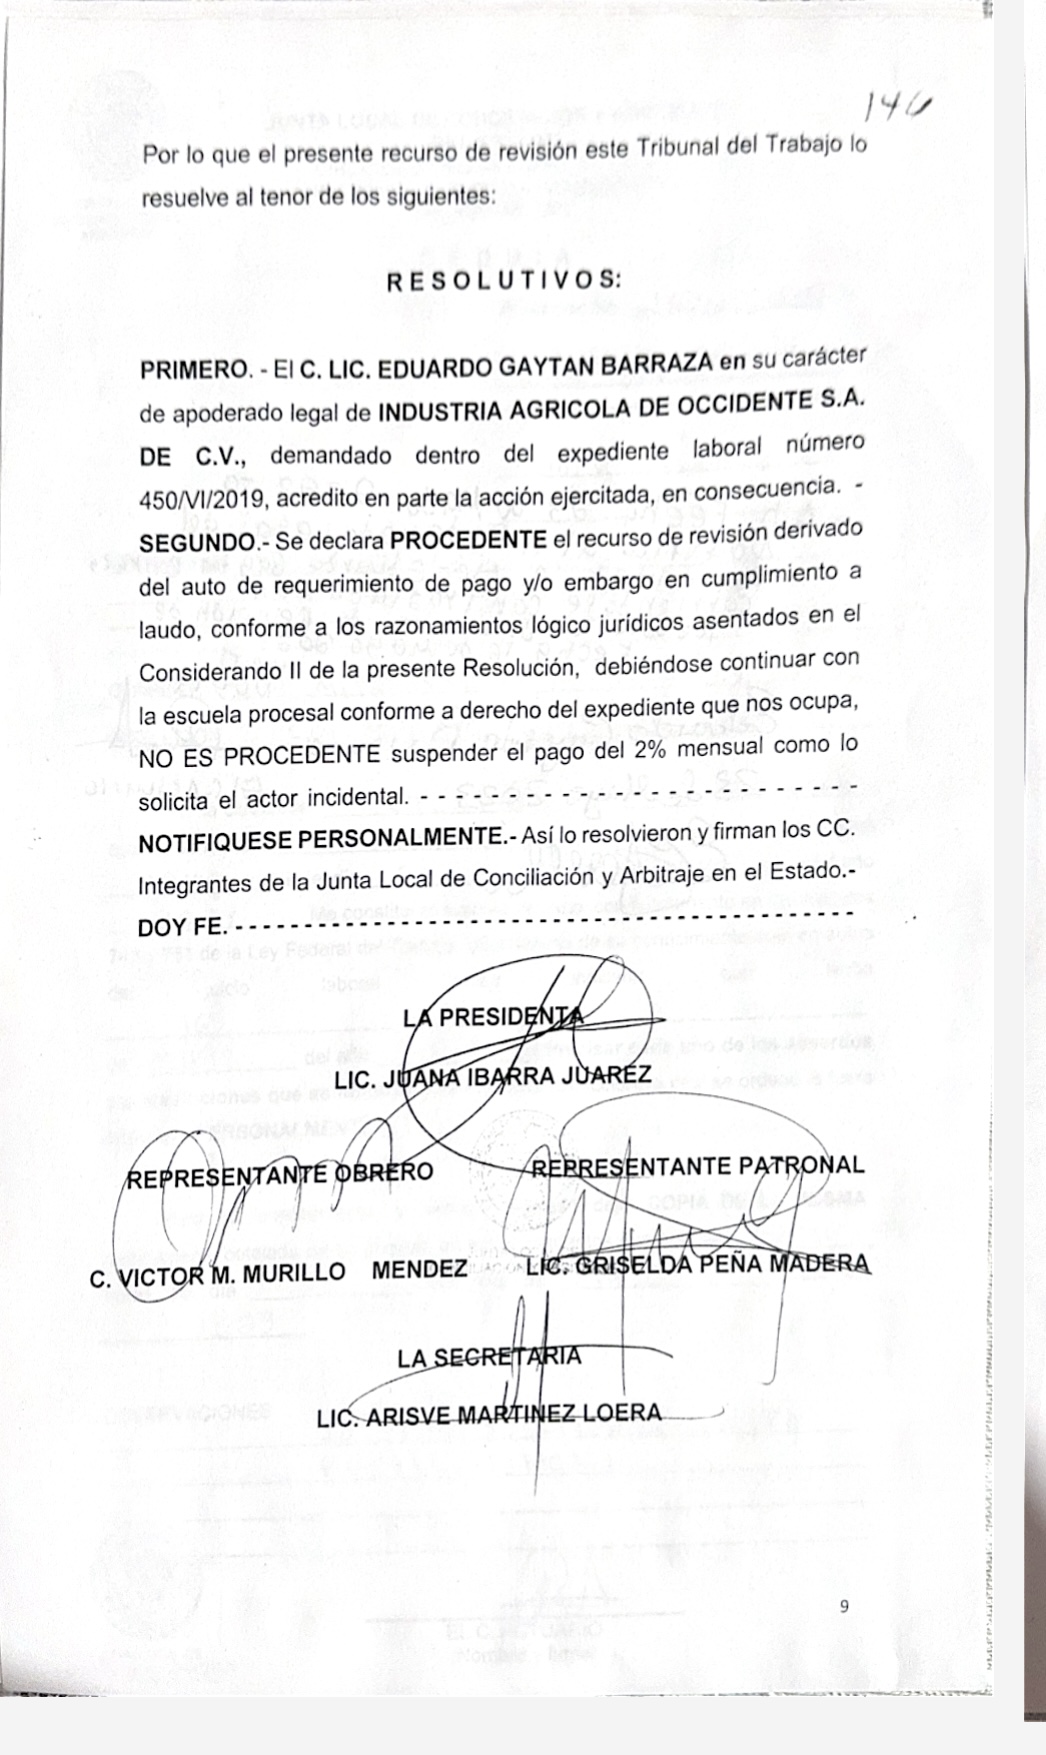 146
Por lo que el presente recurso de revisión este Tribunal del Trabajo lo
resuelve al tenor de los siguientes:
R E S O L U T I V O S:
PRIMERO. - El C. LIC. EDUARDO GAYTAN BARRAZA en su carácter
de apoderado legal de INDUSTRIA AGRICOLA DE OCCIDENTE S.A.
DE C.V., demandado dentro del expediente laboral número
450/VI/2019, acredito en parte la acción ejercitada, en consecuencia. -
SEGUNDO.- Se declara PROCEDENTE el recurso de revisión derivado
del auto de requerimiento de pago y/o embargo en cumplimiento a
laudo, conforme a los razonamientos lógico jurídicos asentados en el
Considerando II de la presente Resolución, debiéndose continuar con
la escuela procesal conforme a derecho del expediente que nos ocupa,
NO ES PROCEDENTE suspender el pago del 2% mensual como lo
solicita el actor incidental. - - - - - - - - - - - - - - - - - - - - - - - - -
NOTIFIQUESE PERSONALMENTE.- Así lo resolvieron y firman los CC.
Integrantes de la Junta Local de Conciliación y Arbitraje en el Estado.-
DOY FE. - - - - - - - - - - - - - - - - - - - - - - - - - - - - - - - - - - - - - - - - - - - -
LA PRESIDENTA
LIC. JUANA IBARRA JUAREZ
REPRESENTANTE OBRERO REPRESENTANTE PATRONAL
C. VICTOR M. MURILLO MENDEZ LIC. GRISELDA PEÑA MADERA
LA SECRETARIA
LIC. ARISVE MARTINEZ LOERA
9